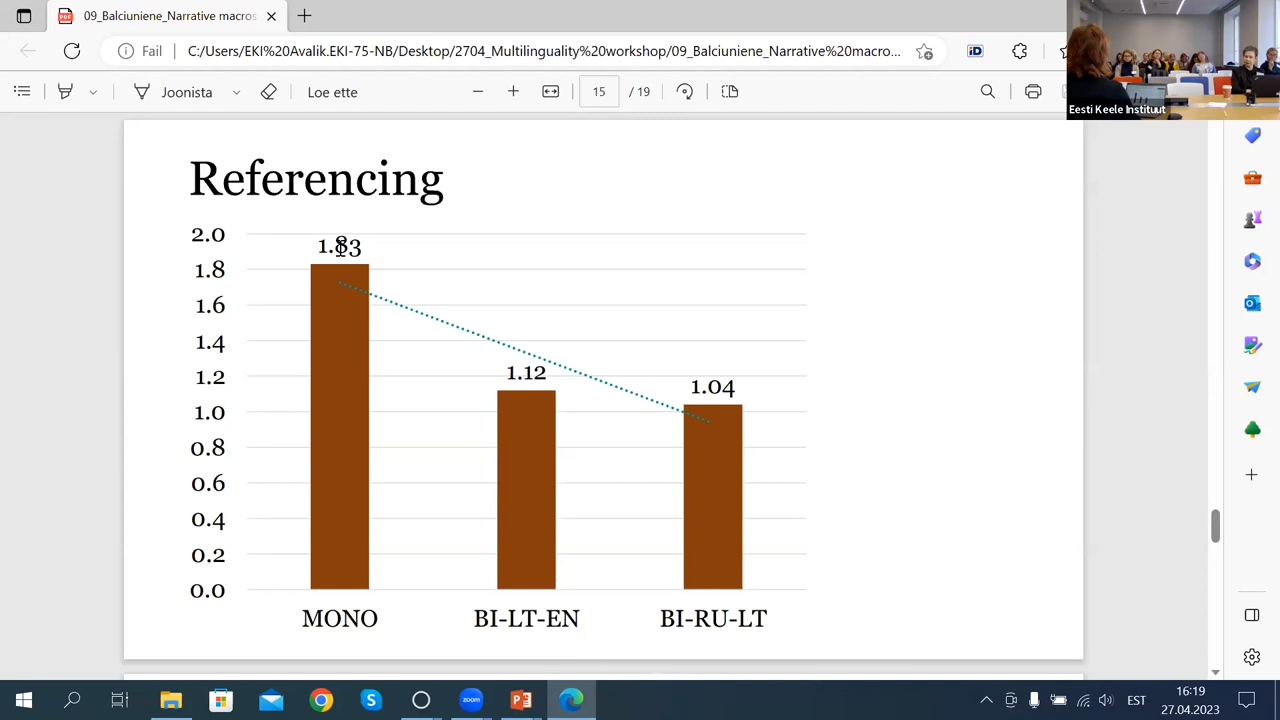 09_Balciuniene_Narrative macros
Fail
C:/Users/EKI%20Avalik.EKI-75-NB/Desktop/2704_Multilinguality%20workshop/09_Balciuniene_Narrative%20macro...
iD
Joonista
Loe ette
15
/ 19
Eesti Keele Instituut
Referencing
2.0
1.83
1.8
1.6
1.4
1.2
1.12
1.04
1.0
0.8
0.6
0.4
0.2
0.0
MONO
BI-LT-EN
BI-RU-LT
zoom
EST
16:19
27.04.2023